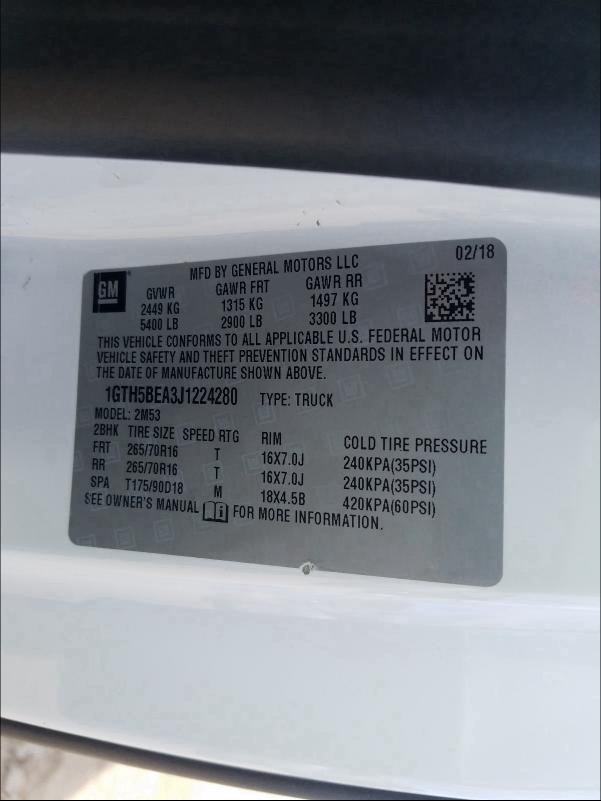 02/18
GM
MFD BY GENERAL MOTORS LLC
GVWR GAWR FRT GAWR RR
2449 KG 1315 KG 1497 KG
5400 LB 2900 LB 3300 LB
THIS VEHICLE CONFORMS TO ALL APPLICABLE U.S. FEDERAL MOTOR
VEHICLE SAFETY AND THEFT PREVENTION STANDARDS IN EFFECT ON
THE DATE OF MANUFACTURE SHOWN ABOVE.
1GTH5BEA3J1224280 TYPE: TRUCK
MODEL: 2M53
2BHK TIRE SIZE SPEED RTG RIM COLD TIRE PRESSURE
FRT 265/70R16 T 16X7.0J 240KPA(35PSI)
RR 265/70R16 T 16X7.0J 240KPA(35PSI)
SPA T175/90D18 M 18X4.5B 420KPA(60PSI)
SEE OWNER'S MANUAL FOR MORE INFORMATION.